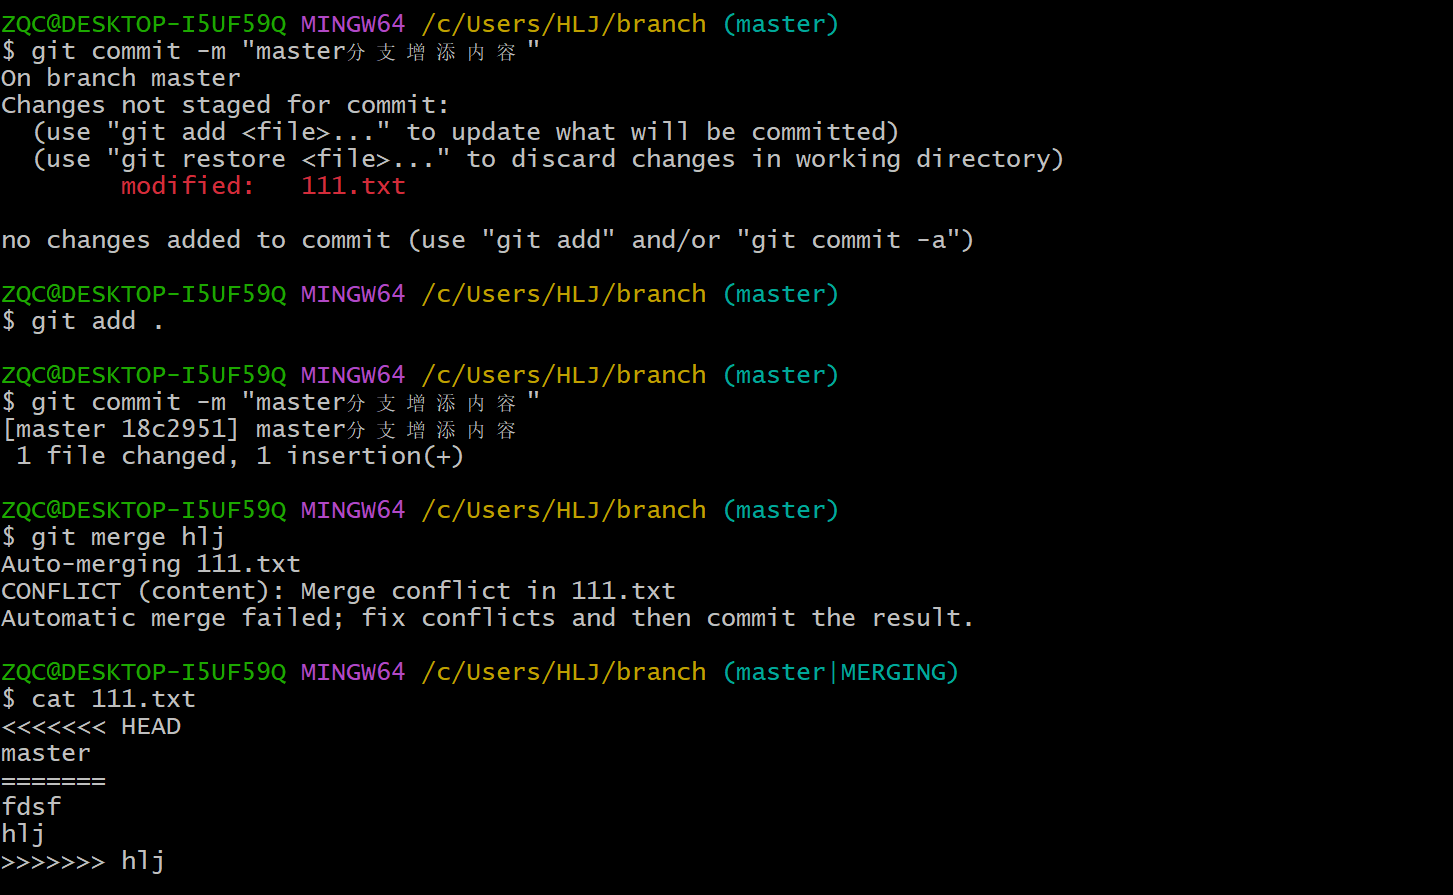 ZQC@DESKTOP-I5UF59Q MINGW64 /c/Users/HLJ/branch (master)
$ git commit -m "master分支增添内容"
On branch master
Changes not staged for commit:
  (use "git add <file>..." to update what will be committed)
  (use "git restore <file>..." to discard changes in working directory)
        modified:   111.txt
no changes added to commit (use "git add" and/or "git commit -a")
ZQC@DESKTOP-I5UF59Q MINGW64 /c/Users/HLJ/branch (master)
$ git add .
ZQC@DESKTOP-I5UF59Q MINGW64 /c/Users/HLJ/branch (master)
$ git commit -m "master分支增添内容"
[master 18c2951] master分支增添内容
 1 file changed, 1 insertion(+)
ZQC@DESKTOP-I5UF59Q MINGW64 /c/Users/HLJ/branch (master)
$ git merge hlj
Auto-merging 111.txt
CONFLICT (content): Merge conflict in 111.txt
Automatic merge failed; fix conflicts and then commit the result.
ZQC@DESKTOP-I5UF59Q MINGW64 /c/Users/HLJ/branch (master|MERGING)
$ cat 111.txt
<<<<<<< HEAD
master
=======
fdsf
hlj
>>>>>>> hlj